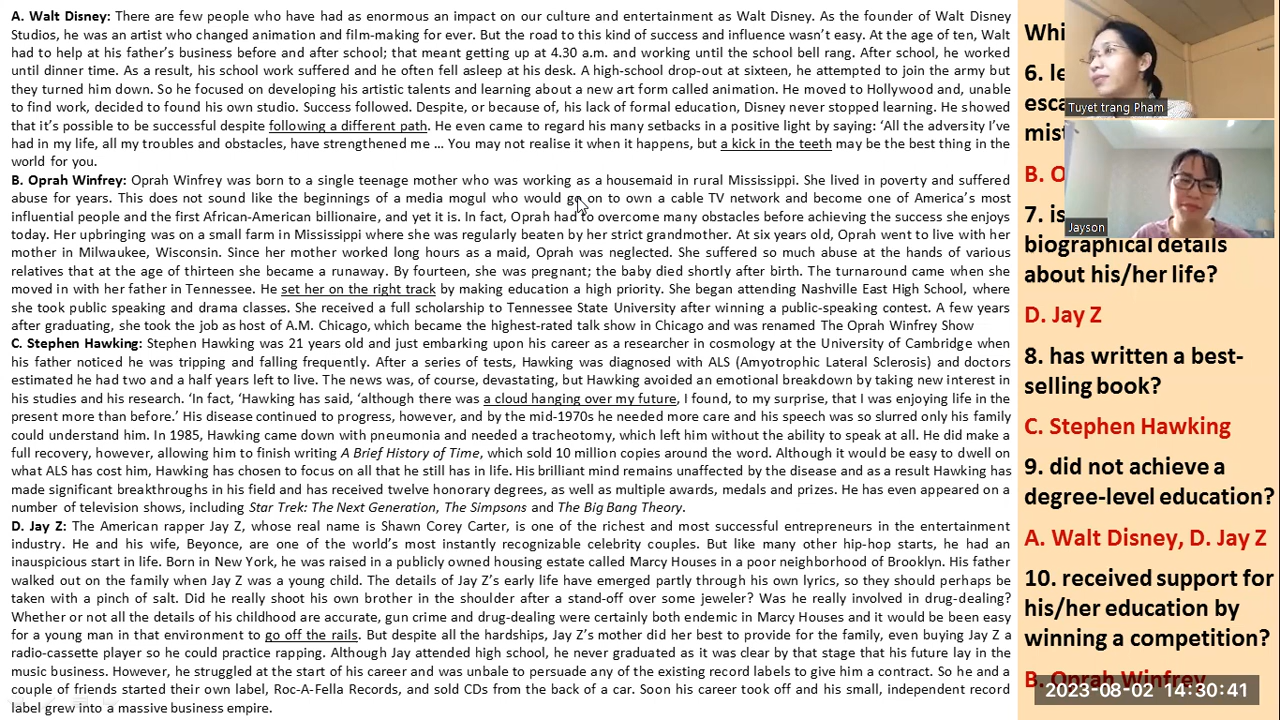 A. Walt Disney: There are few people who have had as enormous an impact on our culture and entertainment as Walt Disney. As the founder of Walt Disney
Studios, he was an artist who changed animation and film-making for ever. But the road to this kind of success and influence wasn't easy. At the age of ten, Walt
had to help at his father's business before and after school; that meant getting up at 4.30 a.m. and working until the school bell rang. After school, he worked
until dinner time. As a result, his school work suffered and he often fell asleep at his desk. A high-school drop-out at sixteen, he attempted to join the army but
they turned him down. So he focused on developing his artistic talents and learning about a new art form called animation. He moved to Hollywood and, unable
to find work, decided to found his own studio. Success followed. Despite, or because of, his lack of formal education, Disney never stopped learning. He showed
that it's possible to be successful despite following a different path. He even came to regard his many setbacks in a positive light by saying: 'All the adversity I've
had in my life, all my troubles and obstacles, have strengthened me ... You may not realise it when it happens, but a kick in the teeth may be the best thing in the
world for you.
B. Oprah Winfrey: Oprah Winfrey was born to a single teenage mother who was working as a housemaid in rural Mississippi. She lived in poverty and suffered
abuse for years. This does not sound like the beginnings of a media mogul who would go on to own a cable TV network and become one of America's most
influential people and the first African-American billionaire, and yet it is. In fact, Oprah had to overcome many obstacles before achieving the success she enjoys
today. Her upbringing was on a small farm in Mississippi where she was regularly beaten by her strict grandmother. At six years old, Oprah went to live with her
mother in Milwaukee, Wisconsin. Since her mother worked long hours as a maid, Oprah was neglected. She suffered so much abuse at the hands of various
relatives that at the age of thirteen she became a runaway. By fourteen, she was pregnant; the baby died shortly after birth. The turnaround came when she
moved in with her father in Tennessee. He set her on the right track by making education a high priority. She began attending Nashville East High School, where
she took public speaking and drama classes. She received a full scholarship to Tennessee State University after winning a public-speaking contest. A few years
after graduating, she took the job as host of A.M. Chicago, which became the highest-rated talk show in Chicago and was renamed The Oprah Winfrey Show
C. Stephen Hawking: Stephen Hawking was 21 years old and just embarking upon his career as a researcher in cosmology at the University of Cambridge when
his father noticed he was tripping and falling frequently. After a series of tests, Hawking was diagnosed with ALS (Amyotrophic Lateral Sclerosis) and doctors
estimated he had two and a half years left to live. The news was, of course, devastating, but Hawking avoided an emotional breakdown by taking new interest in
his studies and his research. 'In fact, 'Hawking has said, 'although there was a cloud hanging over my future, I found, to my surprise, that I was enjoying life in the
present more than before.' His disease continued to progress, however, and by the mid-1970s he needed more care and his speech was so slurred only his family
could understand him. In 1985, Hawking came down with pneumonia and needed a tracheotomy, which left him without the ability to speak at all. He did make a
full recovery, however, allowing him to finish writing A Brief History of Time, which sold 10 million copies around the word. Although it would be easy to dwell on
what ALS has cost him, Hawking has chosen to focus on all that he still has in life. His brilliant mind remains unaffected by the disease and as a result Hawking has
made significant breakthroughs in his field and has received twelve honorary degrees, as well as multiple awards, medals and prizes. He has even appeared on a
number of television shows, including Star Trek: The Next Generation, The Simpsons and The Big Bang Theory.
D. Jay Z: The American rapper Jay Z, whose real name is Shawn Corey Carter, is one of the richest and most successful entrepreneurs in the entertainment
industry. He and his wife, Beyonce, are one of the world's most instantly recognizable celebrity couples. But like many other hip-hop starts, he had an
inauspicious start in life. Born in New York, he was raised in a publicly owned housing estate called Marcy Houses in a poor neighborhood of Brooklyn. His father
walked out on the family when Jay Z was a young child. The details of Jay Z's early life have emerged partly through his own lyrics, so they should perhaps be
taken with a pinch of salt. Did he really shoot his own brother in the shoulder after a stand-off over some jeweler? Was he really involved in drug-dealing?
Whether or not all the details of his childhood are accurate, gun crime and drug-dealing were certainly both endemic in Marcy Houses and it would be been easy
for a young man in that environment to go off the rails. But despite all the hardships, Jay Z's mother did her best to provide for the family, even buying Jay Z a
radio-cassette player so he could practice rapping. Although Jay attended high school, he never graduated as it was clear by that stage that his future lay in the
music business. However, he struggled at the start of his career and was unbale to persuade any of the existing record labels to give him a contract. So he and a
couple of friends started their own label, Roc-A-Fella Records, and sold CDs from the back of a car. Soon his career took off and his small, independent record
label grew into a massive business empire.
Whi
6. le
esca
mist
B. O
7. is
biographical details
about his/her life?
D. Jay Z
8. has written a best-
selling book?
C. Stephen Hawking
9. did not achieve a
degree-level education?
A. Walt Disney, D. Jay Z
10. received support for
his/her education by
winning a competition?
B. Oprah Winfrey
Tuyet trang Pham
Jayson
2023-08-02 14:30:41